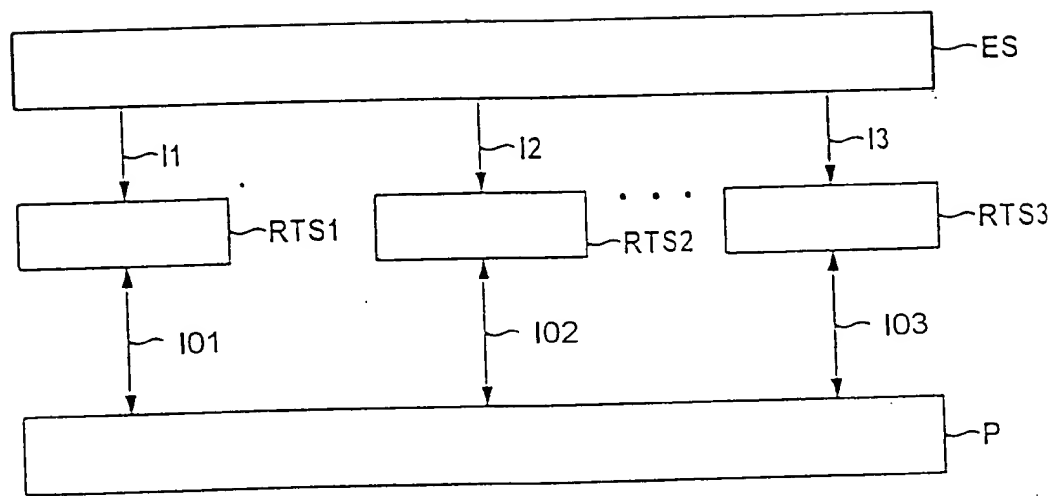 ES
I1
I2
I3
RTS1
RTS2
RTS3
IO1
IO2
IO3
P